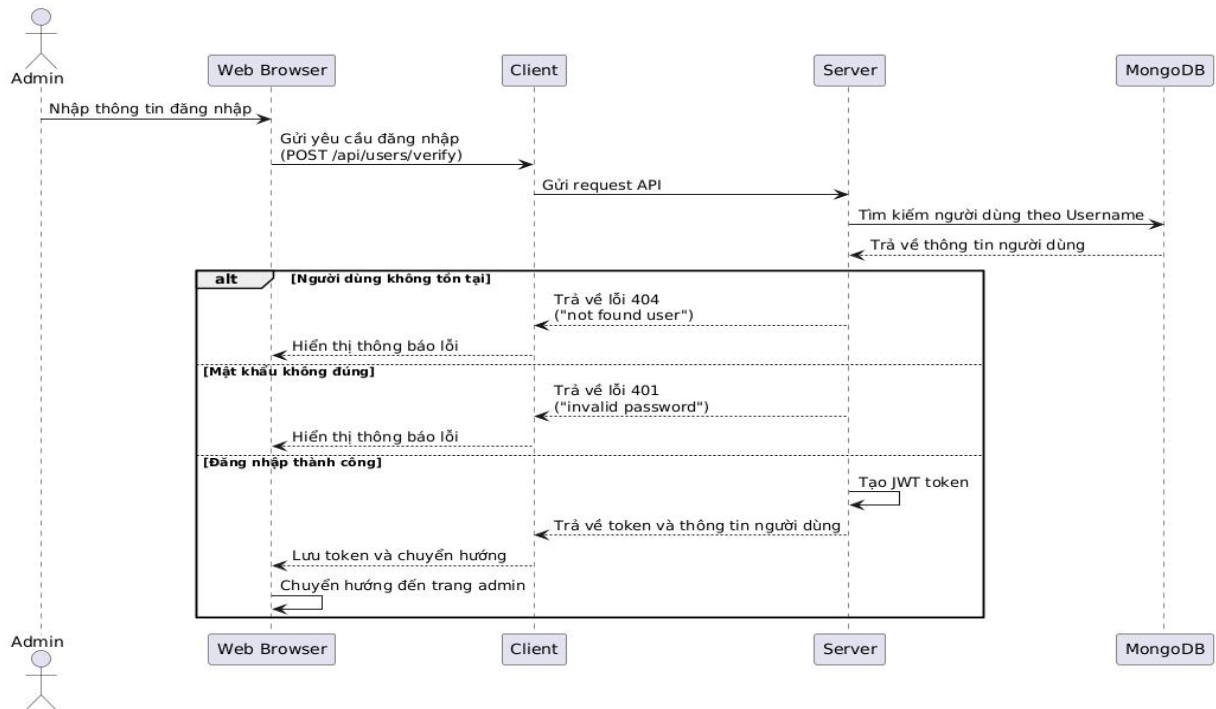 Admin
Web Browser
Client
Server
MongoDB
Nhập thông tin đăng nhập
Gửi yêu cầu đăng nhập
(POST /api/users/verify)
Gửi request API
Tìm kiếm người dùng theo Username
Trả về thông tin người dùng
alt
[Người dùng không tồn tại]
Trả về lỗi 404
("not found user")
Hiển thị thông báo lỗi
[Mật khẩu không đúng]
Trả về lỗi 401
("invalid password")
Hiển thị thông báo lỗi
[Đăng nhập thành công]
Tạo JWT token
Trả về token và thông tin người dùng
Lưu token và chuyển hướng
Chuyển hướng đến trang admin
Admin
Web Browser
Client
Server
MongoDB